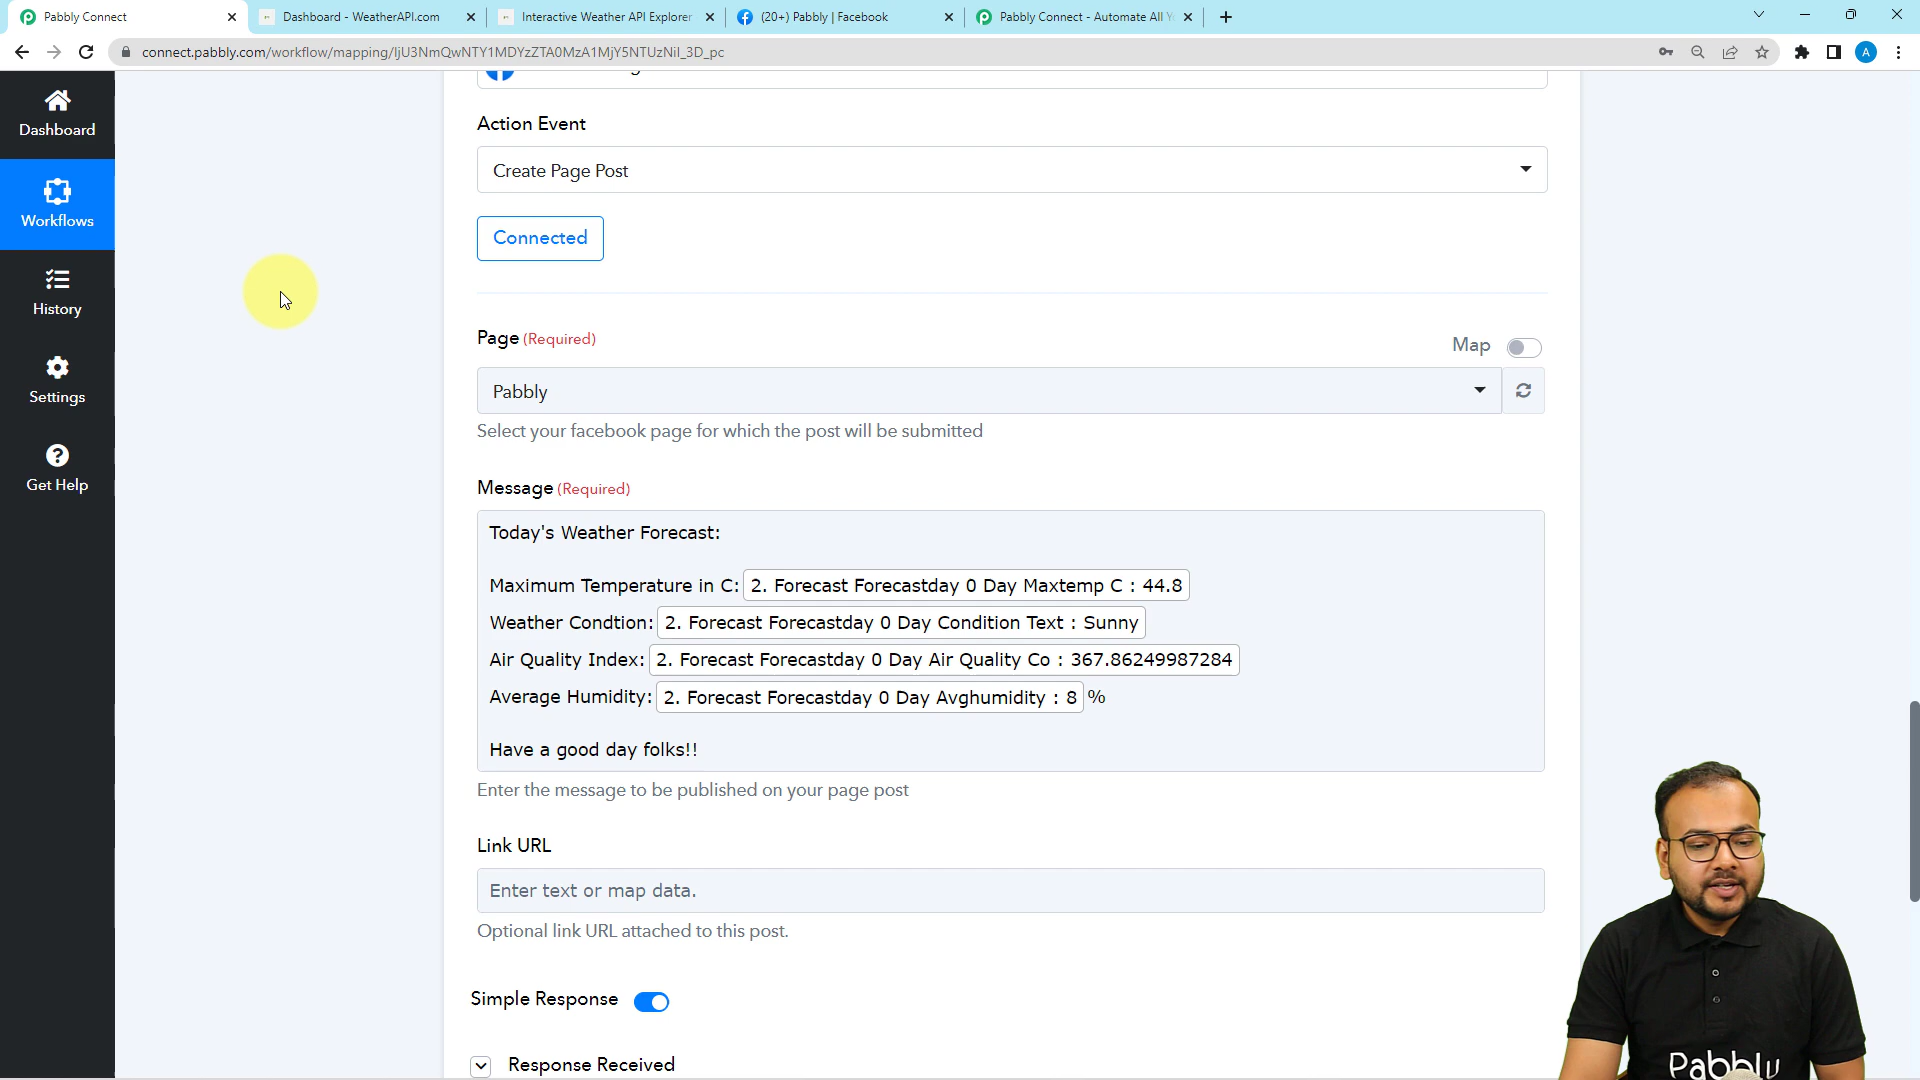 Pabbly Connect
Dashboard - WeatherAPI.com
Interactive Weather API Explorer
(20+) Pabbly | Facebook
Pabbly Connect - Automate All Y
connect.pabbly.com/workflow/mapping/IjU3NmQwNTY1MDYzZTA0MzA1MjY5NTUzNiI_3D_pc
A
Dashboard
Workflows
History
Settings
Get Help
Action Event
Create Page Post
Connected
Page (Required)
Map
Pabbly
Select your facebook page for which the post will be submitted
Message (Required)
Today's Weather Forecast:
Maximum Temperature in C: 2. Forecast Forecastday 0 Day Maxtemp C : 44.8
Weather Condtion: 2. Forecast Forecastday 0 Day Condition Text : Sunny
Air Quality Index: 2. Forecast Forecastday 0 Day Air Quality Co : 367.86249987284
Average Humidity: 2. Forecast Forecastday 0 Day Avghumidity : 8 %
Have a good day folks!!
Enter the message to be published on your page post
Link URL
Enter text or map data.
Optional link URL attached to this post.
Simple Response
Response Received
Pabbly